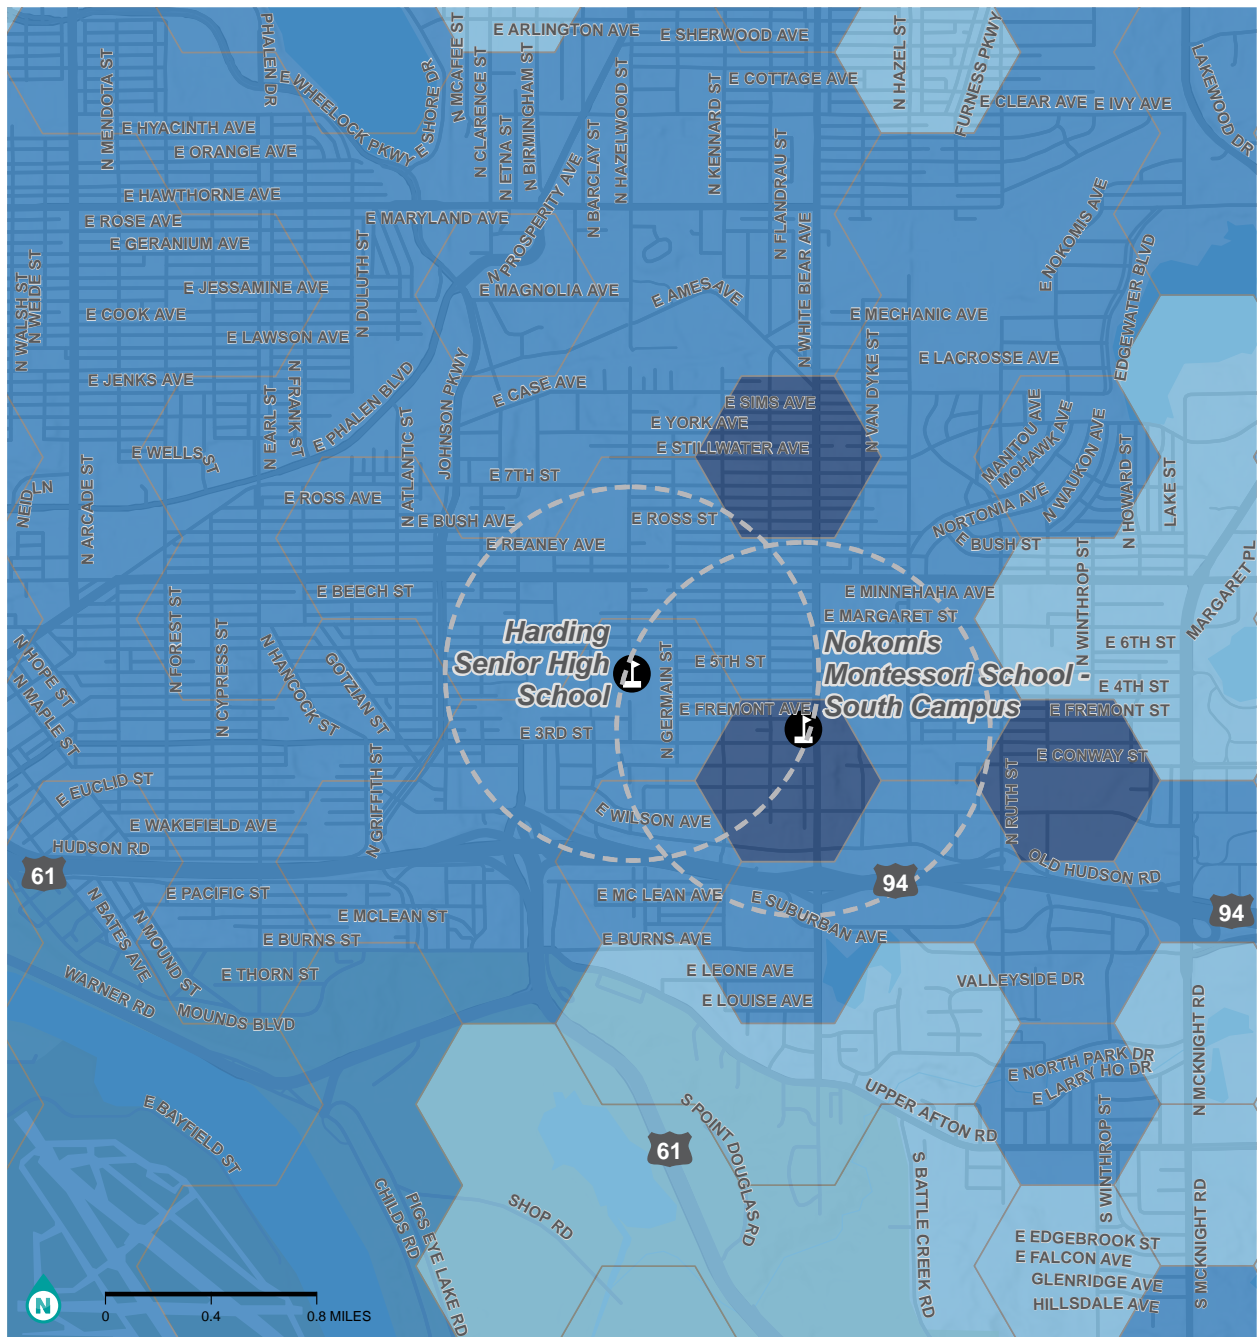 E ARLINGTON AVE
E SHERWOOD AVE
N MCAFEE ST
N CLARENCE ST
N ETNA ST
N BIRMINGHAM ST
N BARCLAY ST
N HAZELWOOD ST
N KENNARD ST
E COTTAGE AVE
N HAZEL ST
FURNESS PKWY
E CLEAR AVE
E IVY AVE
LAKEWOOD DR
N MENDOTA ST
PHALEN DR
E WHEELOCK PKWY
E SHORE DR
E HYACINTH AVE
E ORANGE AVE
E HAWTHORNE AVE
E ROSE AVE
E GERANIUM AVE
E MARYLAND AVE
N PROSPERITY AVE
N FLANDRAU ST
N WHITE BEAR AVE
E NOKOMIS AVE
EDGEWATER BLVD
N WALSH ST
N WEIDE ST
E JESSAMINE AVE
N DULUTH ST
E MAGNOLIA AVE
E AMES AVE
E COOK AVE
E MECHANIC AVE
E LAWSON AVE
N VAN DYKE ST
E LACROSSE AVE
E JENKS AVE
N EARL ST
N FRANK ST
E PHALEN BLVD
JOHNSON PKWY
N ATLANTIC ST
E CASE AVE
E SIMS AVE
E YORK AVE
E STILLWATER AVE
MANITOU AVE
MOHAWK AVE
N WAUKON AVE
N HOWARD ST
LAKE ST
E WELLS ST
N ARCADE ST
NEID LN
E 7TH ST
E ROSS AVE
E BUSH AVE
E ROSS ST
E REANEY AVE
NORTONIA AVE
E BUSH ST
N WINTHROP ST
MARGARET PL
E BEECH ST
E MINNEHAHA AVE
E MARGARET ST
N FOREST ST
N CYPRESS ST
N HANCOCK ST
GOTZIAN ST
N HOPE ST
N MAPLE ST
Harding
Senior High
School
Nokomis
Montessori School -
South Campus
N GERMAIN ST
E 5TH ST
E 6TH ST
E 4TH ST
E FREMONT AVE
E FREMONT ST
E 3RD ST
E CONWAY ST
N RUTH ST
E EUCLID ST
E WAKEFIELD AVE
N GRIFFITH ST
E WILSON AVE
HUDSON RD
OLD HUDSON RD
61
94
94
E PACIFIC ST
E MC LEAN AVE
E SUBURBAN AVE
N BATES AVE
N MOUND ST
E MCLEAN ST
E BURNS ST
E BURNS AVE
E THORN ST
E LEONE AVE
E LOUISE AVE
VALLEYSIDE DR
WARNER RD
MOUNDS BLVD
N MCKNIGHT RD
E NORTH PARK DR
E LARRY HO DR
UPPER AFTON RD
E BAYFIELD ST
S POINT DOUGLAS RD
61
S BATTLE CREEK RD
S WINTHROP ST
S MCKNIGHT RD
CHILDS RD
PIGS EYE LAKE RD
SHOP RD
E EDGEBROOK ST
E FALCON AVE
GLENRIDGE AVE
HILLSDALE AVE
N
0 0.4 0.8 MILES